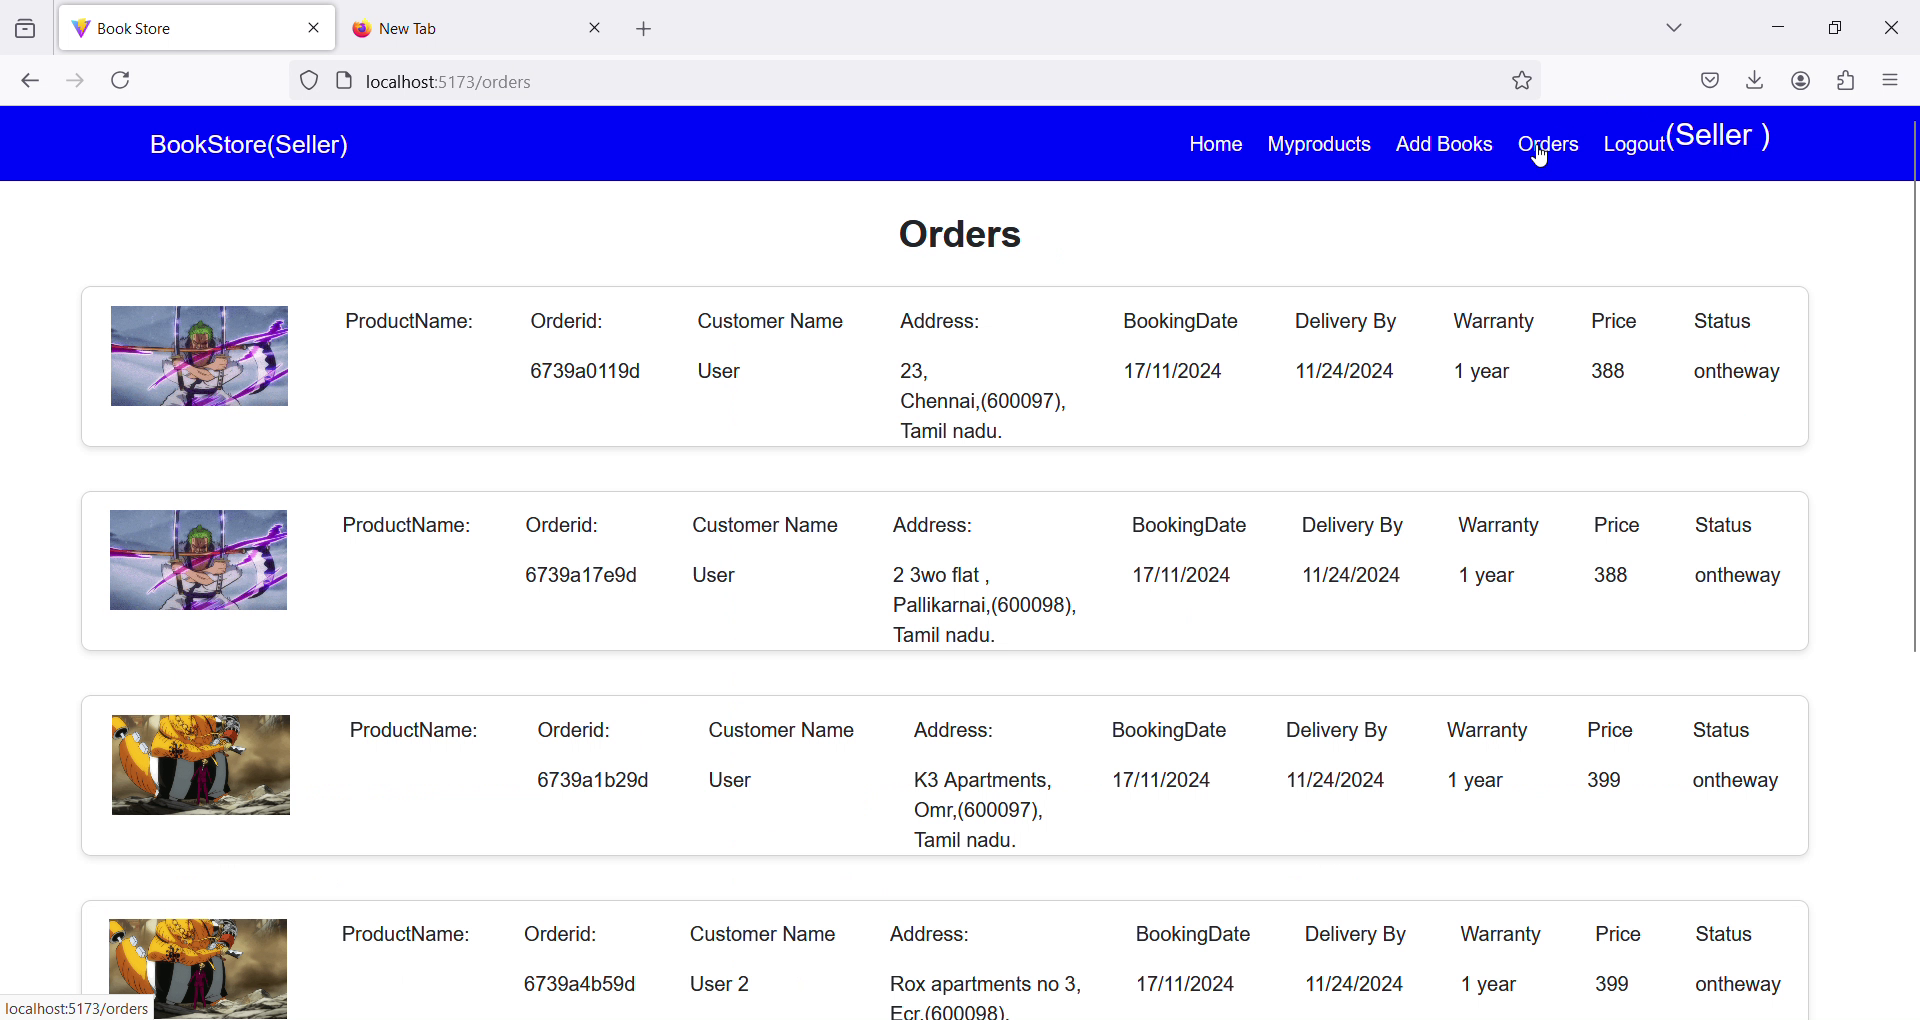 Book Store
New Tab
localhost:5173/orders
BookStore(Seller)
Home Myproducts Add Books Orders Logout(Seller )
Orders
ProductName: Orderid: Customer Name Address: BookingDate Delivery By Warranty Price Status
6739a0119d User 23, 17/11/2024 11/24/2024 1 year 388 ontheway
Chennai,(600097),
Tamil nadu.
ProductName: Orderid: Customer Name Address: BookingDate Delivery By Warranty Price Status
6739a17e9d User 2 3wo flat , 17/11/2024 11/24/2024 1 year 388 ontheway
Pallikarnai,(600098),
Tamil nadu.
ProductName: Orderid: Customer Name Address: BookingDate Delivery By Warranty Price Status
6739a1b29d User K3 Apartments, 17/11/2024 11/24/2024 1 year 399 ontheway
Omr,(600097),
Tamil nadu.
ProductName: Orderid: Customer Name Address: BookingDate Delivery By Warranty Price Status
6739a4b59d User 2 Rox apartments no 3, 17/11/2024 11/24/2024 1 year 399 ontheway
Ecr,(600098),
localhost:5173/orders